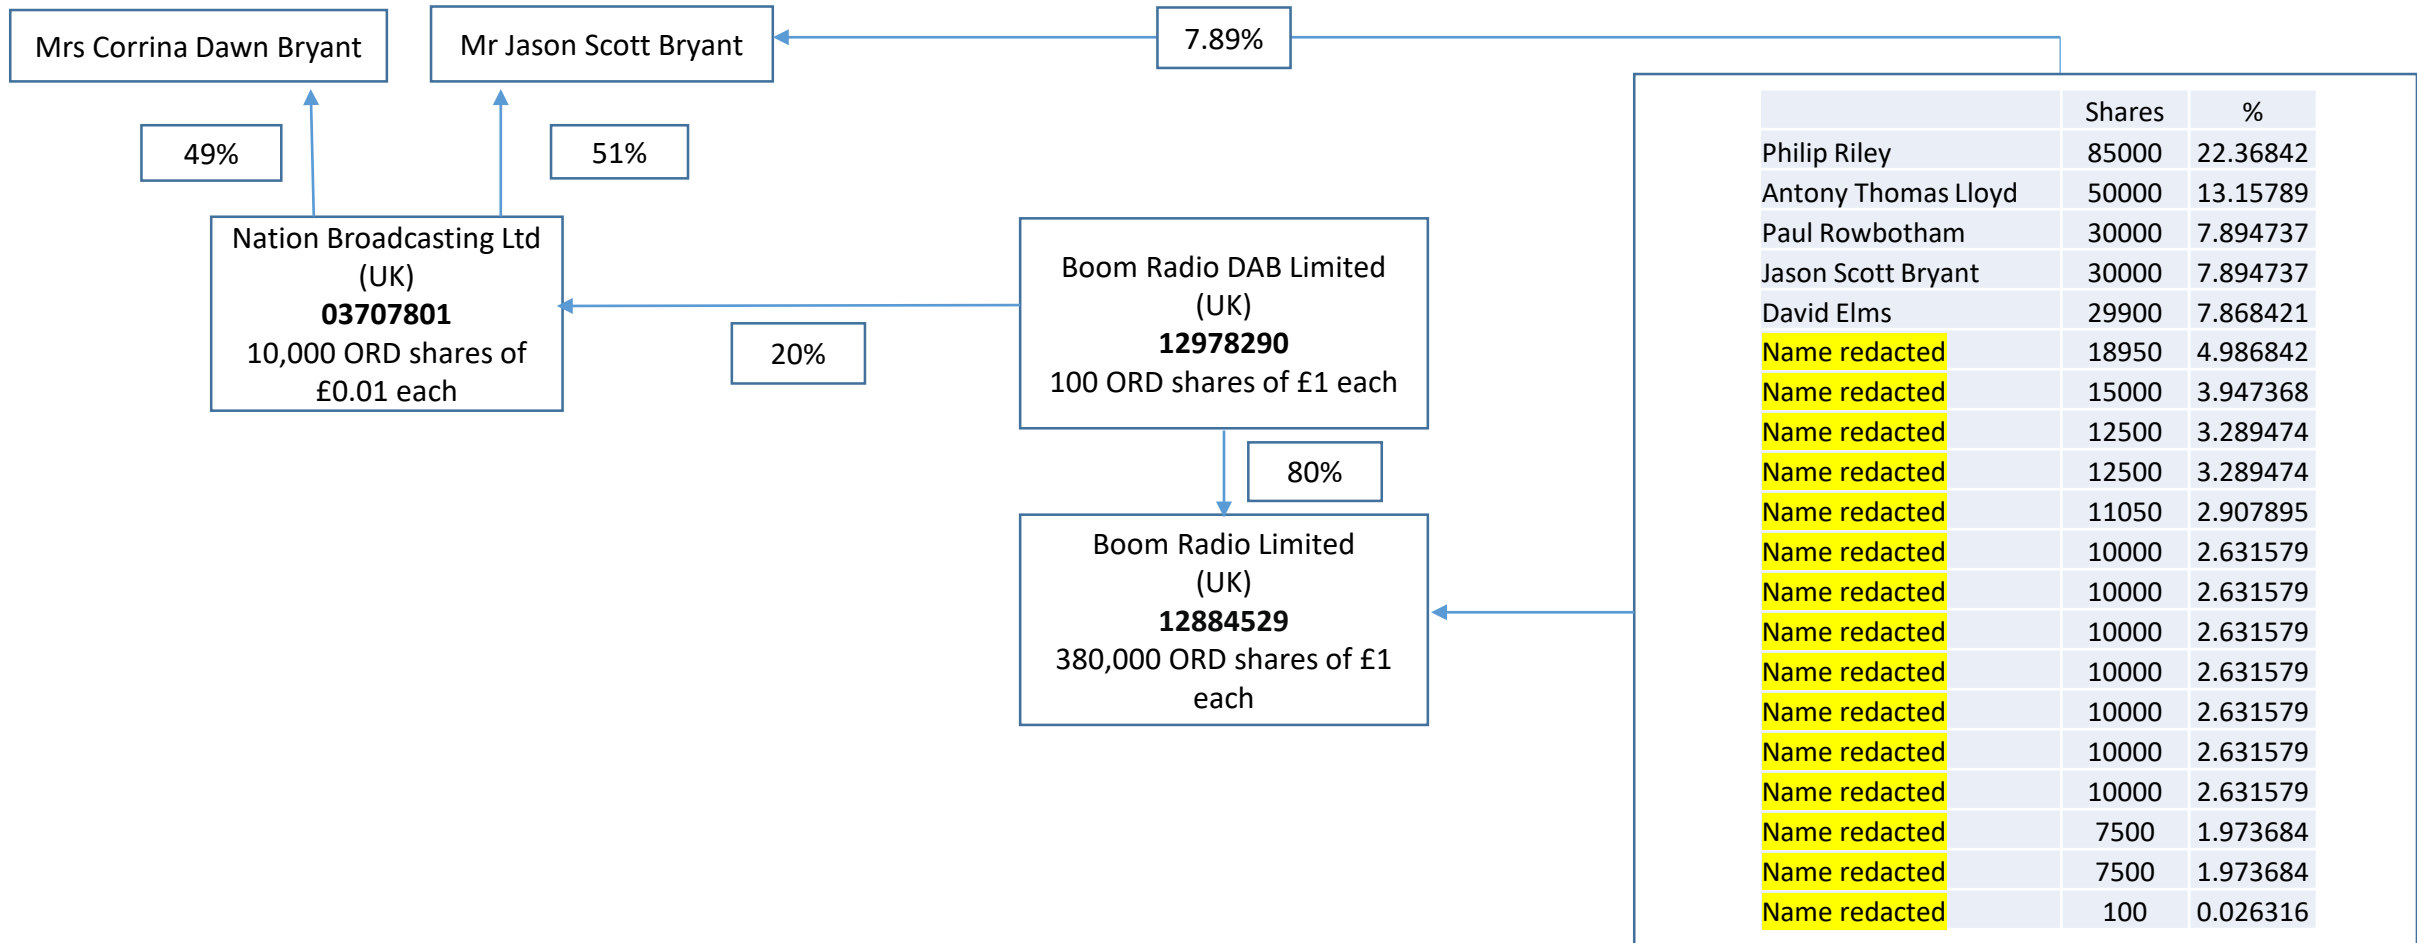 Mrs Corrina Dawn Bryant
Mr Jason Scott Bryant
7.89%
49%
51%
Nation Broadcasting Ltd
(UK)
03707801
10,000 ORD shares of
£0.01 each
20%
Boom Radio DAB Limited
(UK)
12978290
100 ORD shares of £1 each
80%
Boom Radio Limited
(UK)
12884529
380,000 ORD shares of £1
each
Shares %
Philip Riley 85000 22.36842
Antony Thomas Lloyd 50000 13.15789
Paul Rowbotham 30000 7.894737
Jason Scott Bryant 30000 7.894737
David Elms 29900 7.868421
Name redacted 18950 4.986842
Name redacted 15000 3.947368
Name redacted 12500 3.289474
Name redacted 12500 3.289474
Name redacted 11050 2.907895
Name redacted 10000 2.631579
Name redacted 10000 2.631579
Name redacted 10000 2.631579
Name redacted 10000 2.631579
Name redacted 10000 2.631579
Name redacted 10000 2.631579
Name redacted 10000 2.631579
Name redacted 7500 1.973684
Name redacted 7500 1.973684
Name redacted 100 0.026316